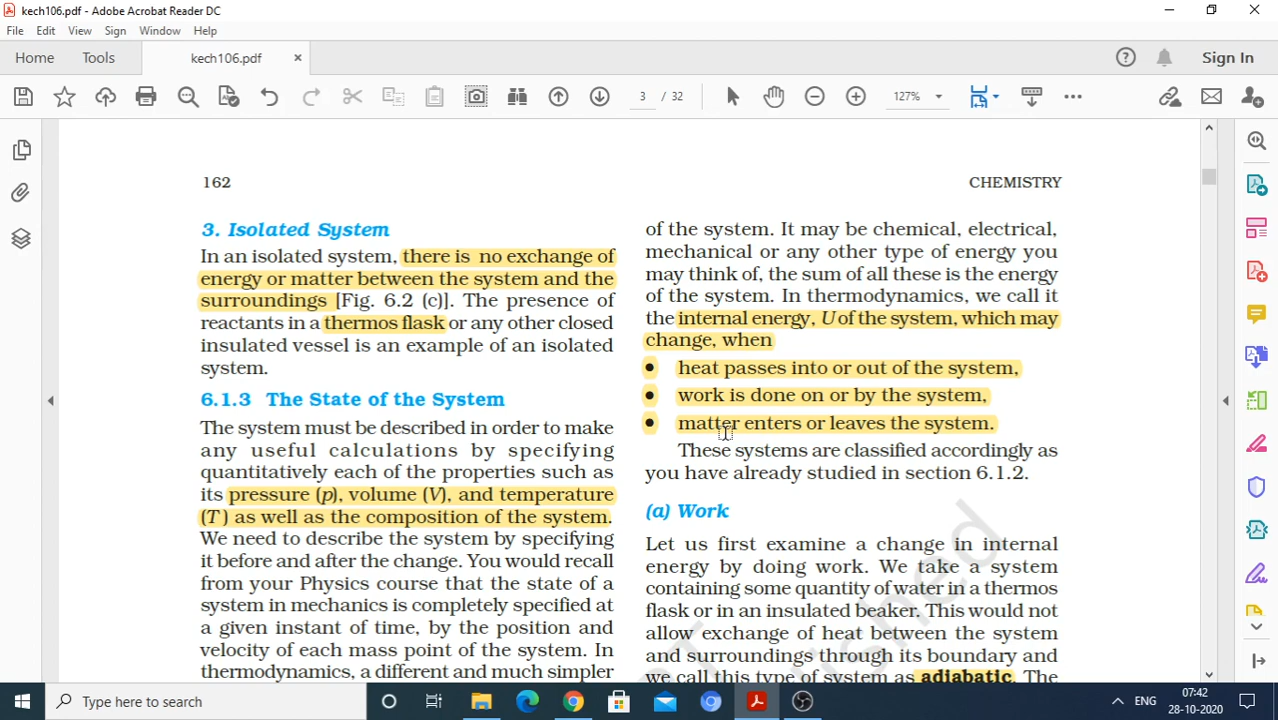 kech106.pdf - Adobe Acrobat Reader DC
File Edit View Sign Window Help
Home Tools kech106.pdf × Sign In
3 / 32 127%
162 CHEMISTRY
3. Isolated System
In an isolated system, there is no exchange of
energy or matter between the system and the
surroundings [Fig. 6.2 (c)]. The presence of
reactants in a thermos flask or any other closed
insulated vessel is an example of an isolated
system.
6.1.3 The State of the System
The system must be described in order to make
any useful calculations by specifying
quantitatively each of the properties such as
its pressure (p), volume (V), and temperature
(T ) as well as the composition of the system.
We need to describe the system by specifying
it before and after the change. You would recall
from your Physics course that the state of a
system in mechanics is completely specified at
a given instant of time, by the position and
velocity of each mass point of the system. In
thermodynamics, a different and much simpler
of the system. It may be chemical, electrical,
mechanical or any other type of energy you
may think of, the sum of all these is the energy
of the system. In thermodynamics, we call it
the internal energy, U of the system, which may
change, when
• heat passes into or out of the system,
• work is done on or by the system,
• matter enters or leaves the system.
These systems are classified accordingly as
you have already studied in section 6.1.2.
(a) Work
Let us first examine a change in internal
energy by doing work. We take a system
containing some quantity of water in a thermos
flask or in an insulated beaker. This would not
allow exchange of heat between the system
and surroundings through its boundary and
we call this type of system as adiabatic. The
Type here to search
ENG 07:42
28-10-2020